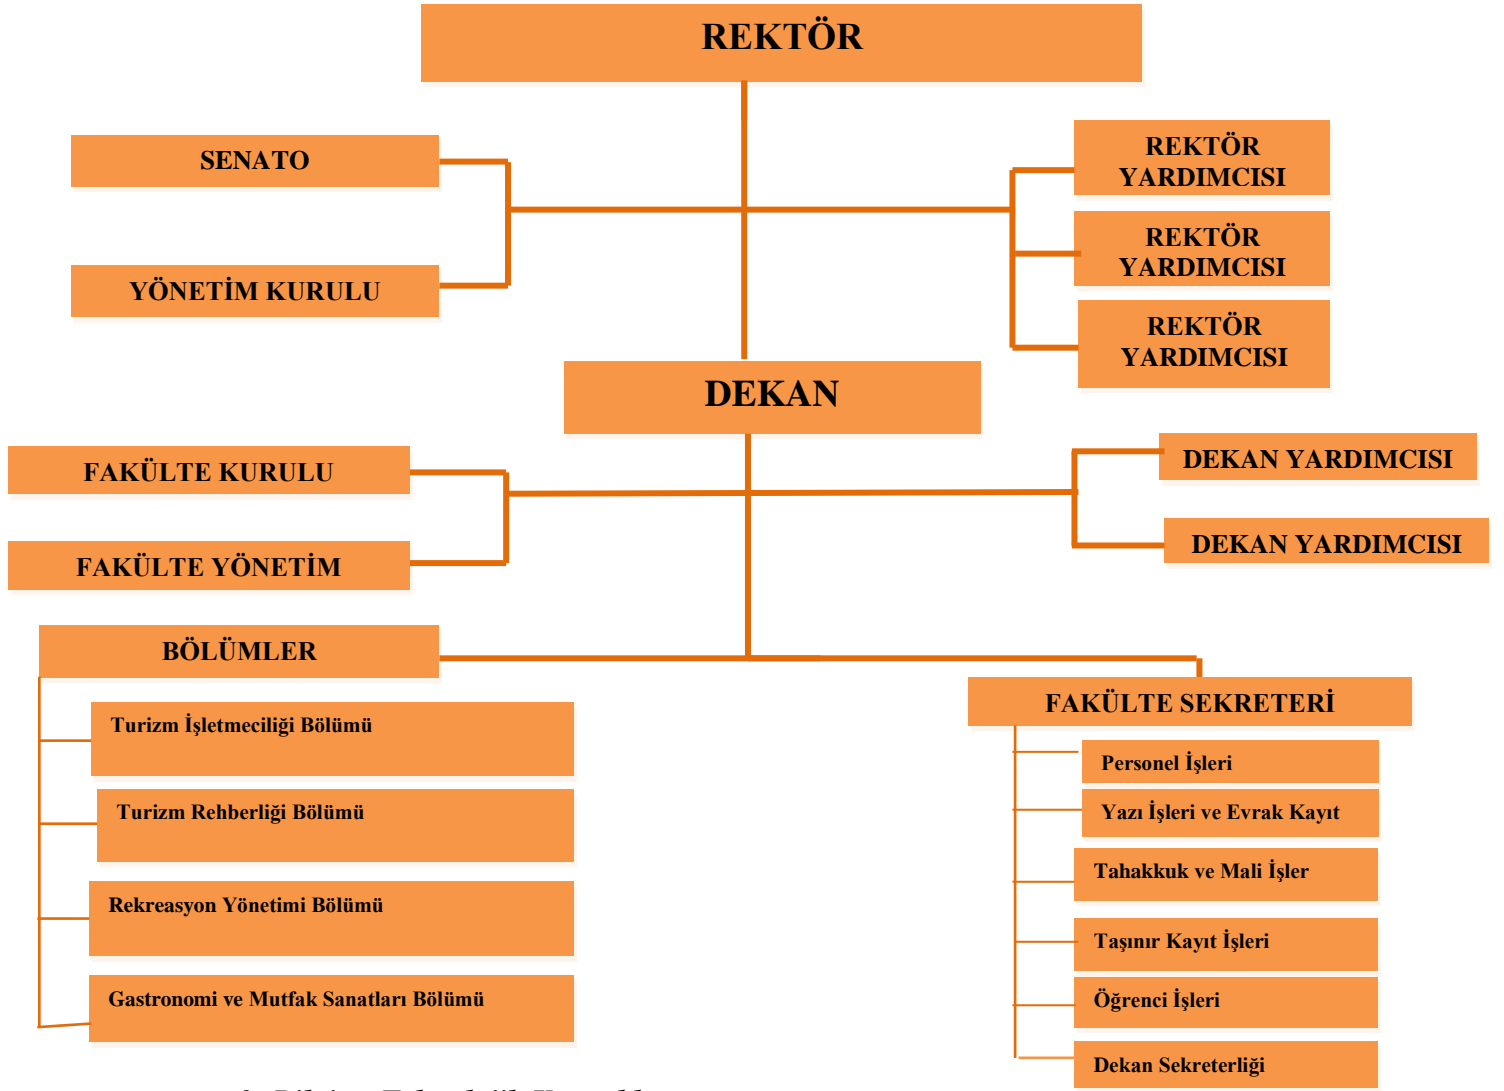 REKTÖR
SENATO
YÖNETİM KURULU
REKTÖR
YARDIMCISI
REKTÖR
YARDIMCISI
REKTÖR
YARDIMCISI
DEKAN
FAKÜLTE KURULU
FAKÜLTE YÖNETİM
DEKAN YARDIMCISI
DEKAN YARDIMCISI
BÖLÜMLER
Turizm İşletmeciliği Bölümü
Turizm Rehberliği Bölümü
Rekreasyon Yönetimi Bölümü
Gastronomi ve Mutfak Sanatları Bölümü
FAKÜLTE SEKRETERİ
Personel İşleri
Yazı İşleri ve Evrak Kayıt
Tahakkuk ve Mali İşler
Taşınır Kayıt İşleri
Öğrenci İşleri
Dekan Sekreterliği